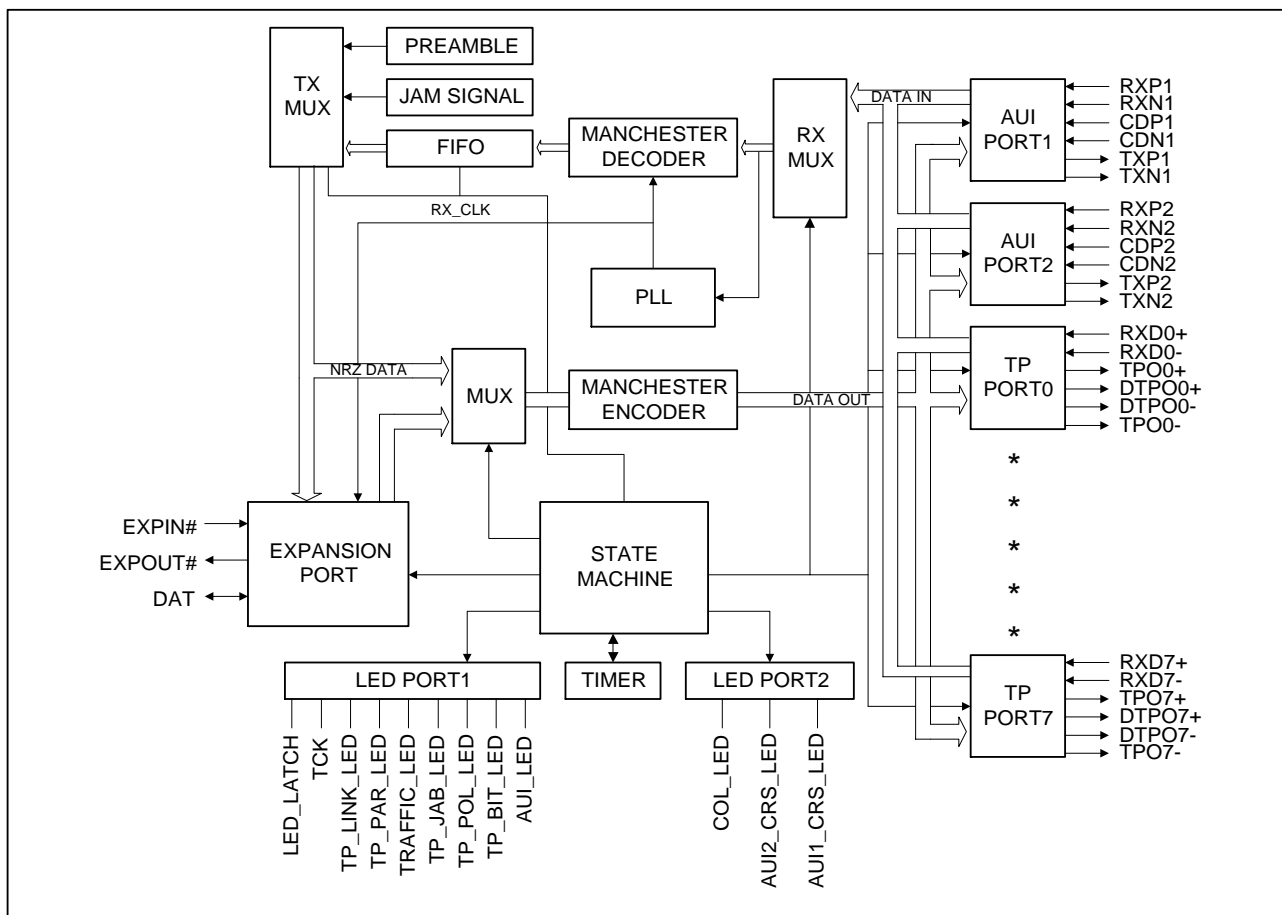 PREAMBLE
JAM SIGNAL
TX
MUX
FIFO
MANCHESTER
DECODER
RX
MUX
DATA IN
AUI
PORT1
RXP1
RXN1
CDP1
CDN1
TXP1
TXN1
RX_CLK
PLL
AUI
PORT2
RXP2
RXN2
CDP2
CDN2
TXP2
TXN2
NRZ DATA
MUX
MANCHESTER
ENCODER
DATA OUT
TP
PORT0
RXD0+
RXD0-
TPO0+
DTPO0+
DTPO0-
TPO0-
*
*
*
*
*
EXPIN#
EXPOUT#
DAT
EXPANSION
PORT
STATE
MACHINE
LED PORT1
TIMER
LED PORT2
TP
PORT7
RXD7+
RXD7-
TPO7+
DTPO7+
DTPO7-
TPO7-
LED_LATCH
TCK
TP_LINK_LED
TP_PAR_LED
TRAFFIC_LED
TP_JAB_LED
TP_POL_LED
TP_BIT_LED
AUI_LED
COL_LED
AUI2_CRS_LED
AUI1_CRS_LED